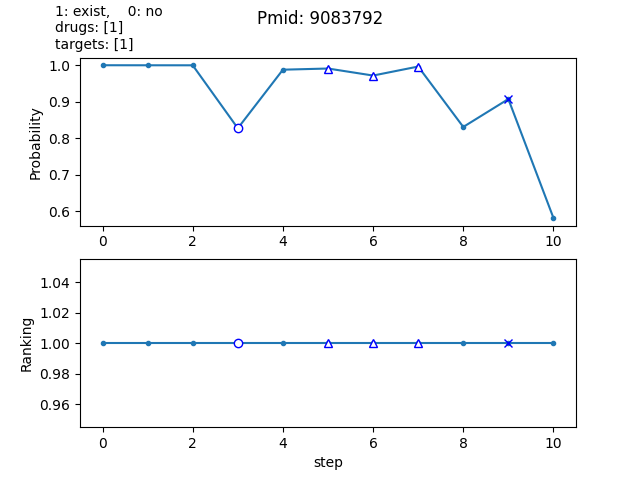 1: exist,    0: no
Pmid: 9083792
drugs: [1]
targets: [1]
1.0
0.9
0.8
0.7
0.6
Probability
0 2 4 6 8 10
1.04
1.02
1.00
0.98
0.96
Ranking
0 2 4 6 8 10
step